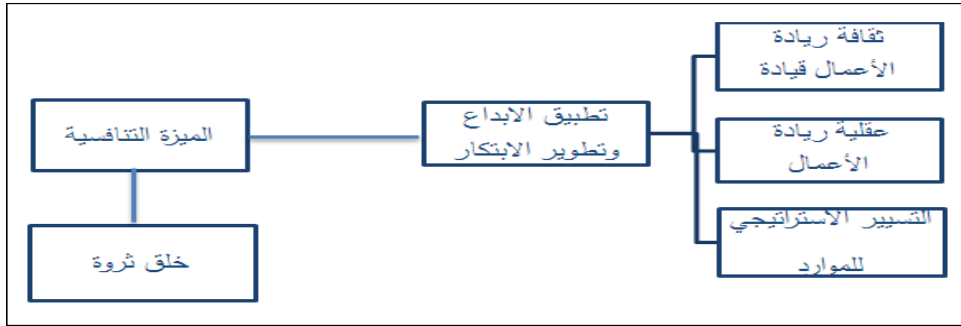 ثقافة ريادة
الأعمال قيادة
عقلية ريادة
الأعمال
التسيير الاستراتيجي
للموارد
تطبيق الابداع
وتطوير الابتكار
الميزة التنافسية
خلق ثروة